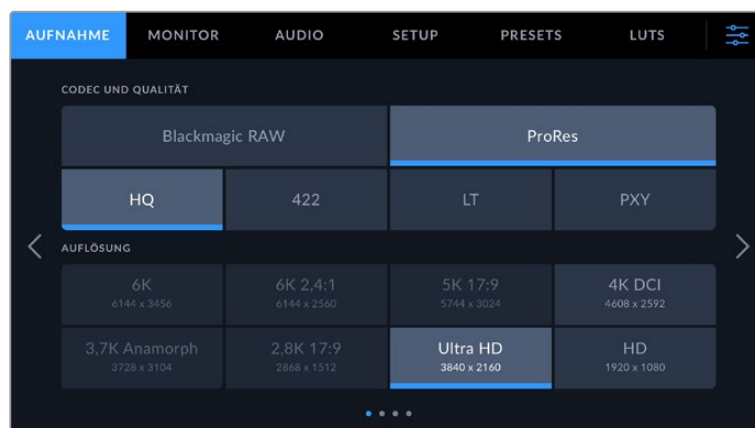 AUFNAHME MONITOR AUDIO SETUP PRESETS LUTS
CODEC UND QUALITÄT
Blackmagic RAW ProRes
HQ 422 LT PXY
AUFLÖSUNG
6K 6K 2,4:1 5K 17:9 4K DCI
6144 x 3456 6144 x 2560 5744 x 3024 4608 x 2592
3,7K Anamorph 2,8K 17:9 Ultra HD HD
3728 x 3104 2868 x 1512 3840 x 2160 1920 x 1080